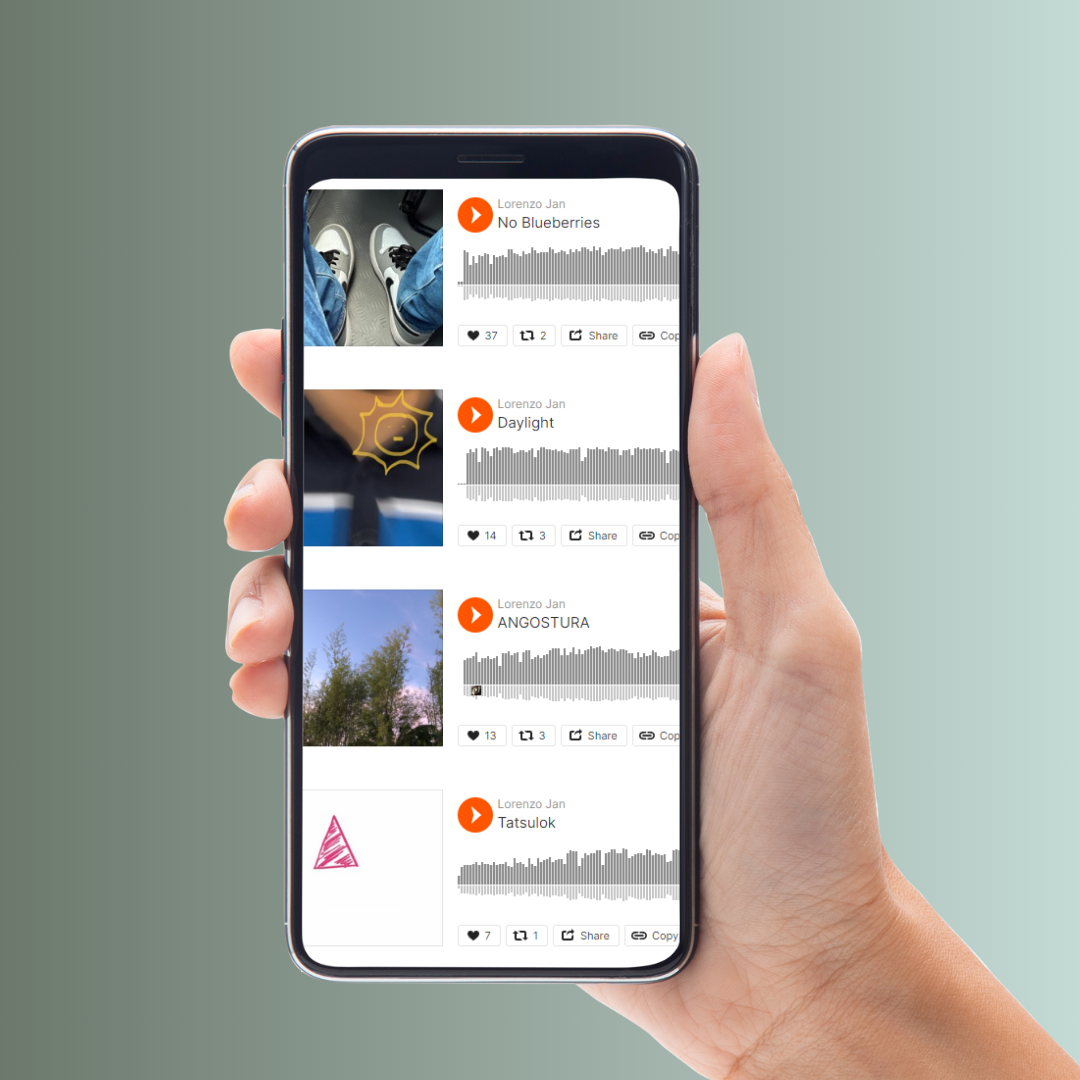 Lorenzo Jan
No Blueberries
37 2 Share Cop
Lorenzo Jan
Daylight
14 3 Share Cop
Lorenzo Jan
ANGOSTURA
13 3 Share Cop
Lorenzo Jan
Tatsulok
7 1 Share Copy